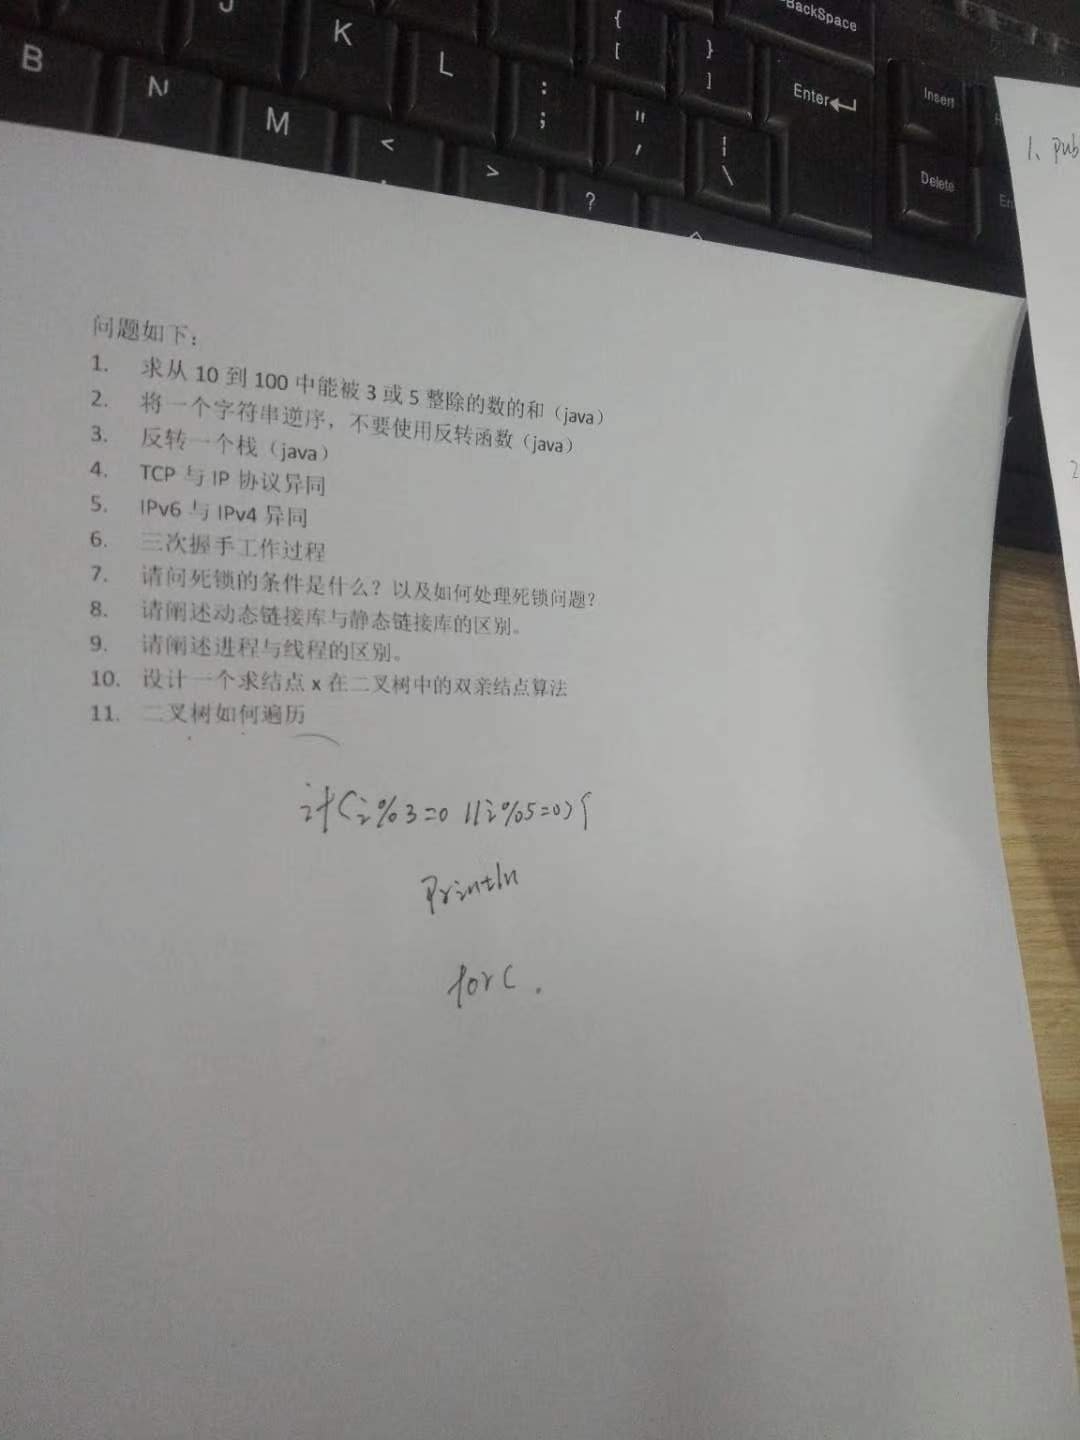 BackSpace
J
K
L
{
[
}
]
Enter
Insert
B
N
M
<
:
;
"
'
|
\
>
?
Delete
1、pub
2
问题如下：
1. 求从 10 到 100 中能被 3 或 5 整除的数的和（java）
2. 将一个字符串逆序，不要使用反转函数（java）
3. 反转一个栈（java）
4. TCP 与 IP 协议异同
5. IPv6 与 IPv4 异同
6. 三次握手工作过程
7. 请问死锁的条件是什么？以及如何处理死锁问题？
8. 请阐述动态链接库与静态链接库的区别。
9. 请阐述进程与线程的区别。
10. 设计一个求结点 x 在二叉树中的双亲结点算法
11. 二叉树如何遍历
if(i%3=0 ||i%5=0){
Println
for(.